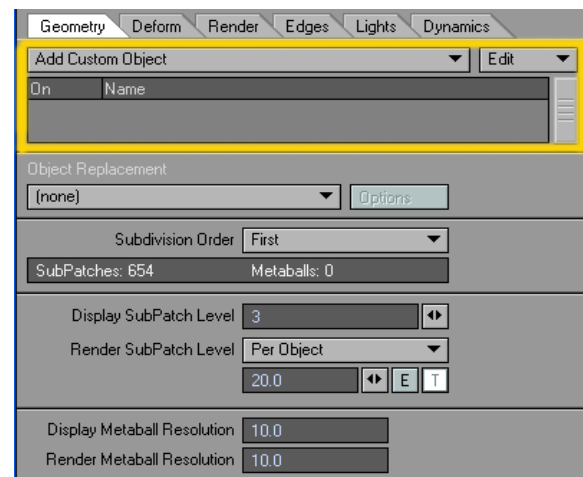 Geometry Deform Render Edges Lights Dynamics
Add Custom Object Edit
On Name
Object Replacement
(none) Options
Subdivision Order First
SubPatches: 654 Metaballs: 0
Display SubPatch Level 3
Render SubPatch Level Per Object
20.0 E T
Display Metaball Resolution 10.0
Render Metaball Resolution 10.0